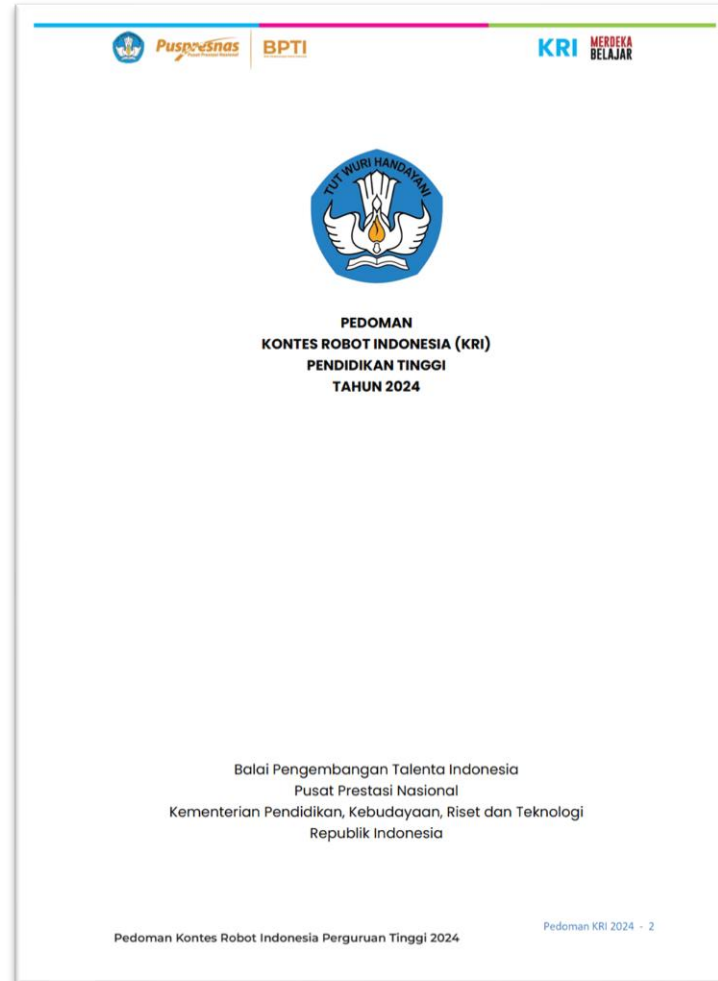 Puspresnas
BPTI
KRI MERDEKA
BELAJAR
TUT WURI HANDAYANI
PEDOMAN
KONTES ROBOT INDONESIA (KRI)
PENDIDIKAN TINGGI
TAHUN 2024
Balai Pengembangan Talenta Indonesia
Pusat Prestasi Nasional
Kementerian Pendidikan, Kebudayaan, Riset dan Teknologi
Republik Indonesia
Pedoman KRI 2024 - 2
Pedoman Kontes Robot Indonesia Perguruan Tinggi 2024